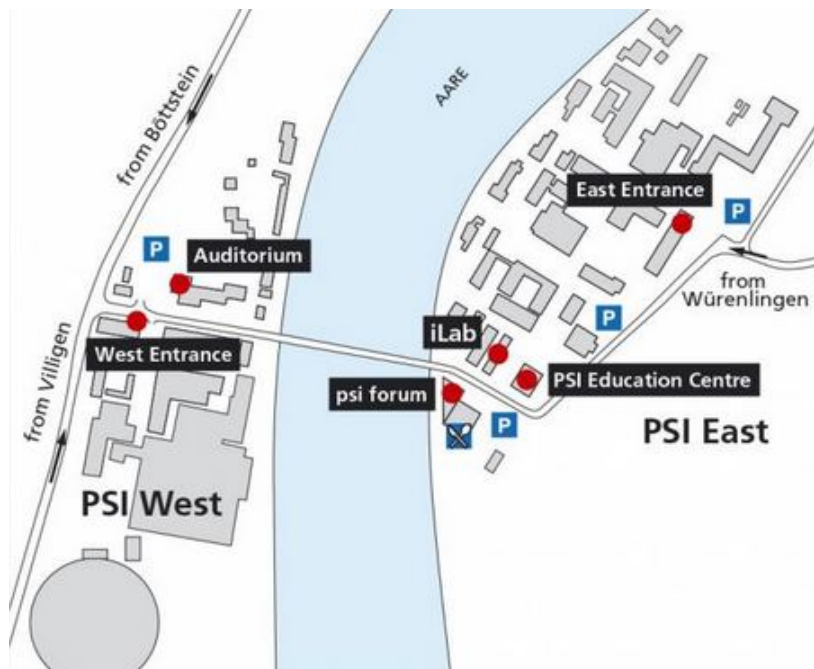 from Böttstein
AARE
East Entrance
P
P
Auditorium
from
Würenlingen
P
West Entrance
iLab
from Villigen
psi forum
PSI Education Centre
P
PSI East
PSI West